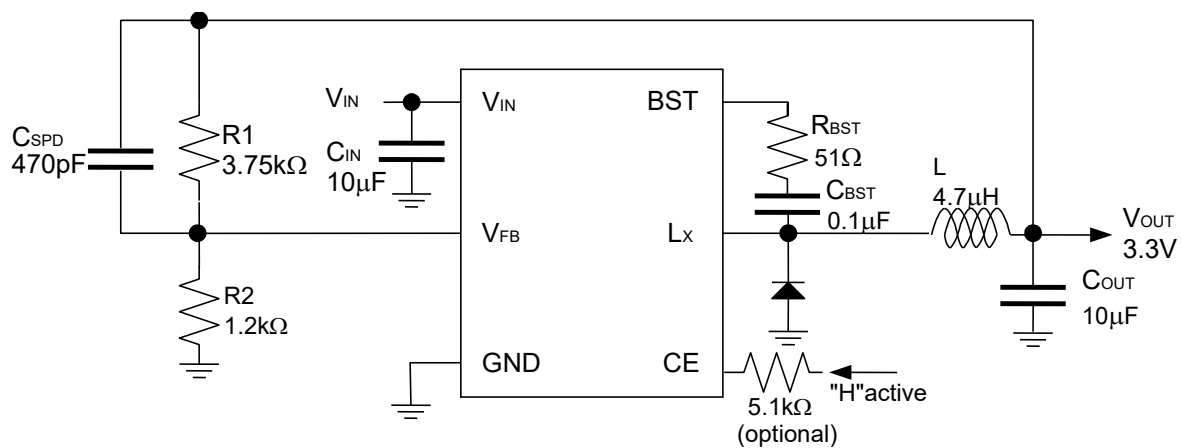 CSPD
470pF
R1
3.75kΩ
R2
1.2kΩ
VIN
CIN
10µF
VIN
VFB
GND
BST
LX
CE
RBST
51Ω
CBST
0.1µF
L
4.7µH
VOUT
3.3V
COUT
10µF
5.1kΩ
(optional)
"H"active